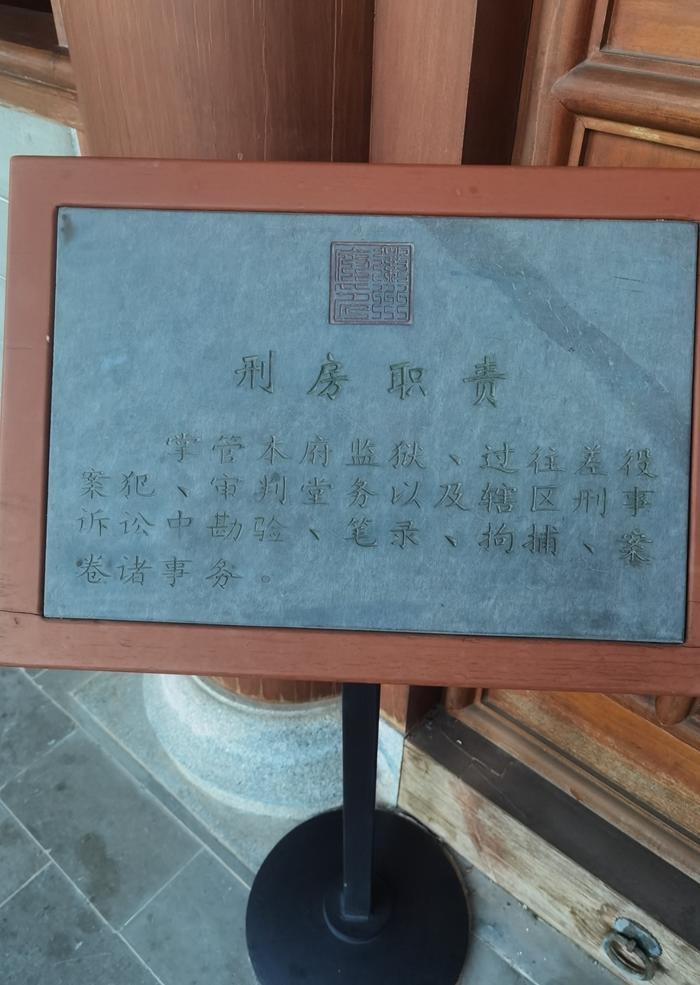 刑房职责
掌管本府监狱、过往差役
案犯、审判堂务以及辖区刑事
诉讼中勘验、笔录、拘捕、案
卷诸事务。